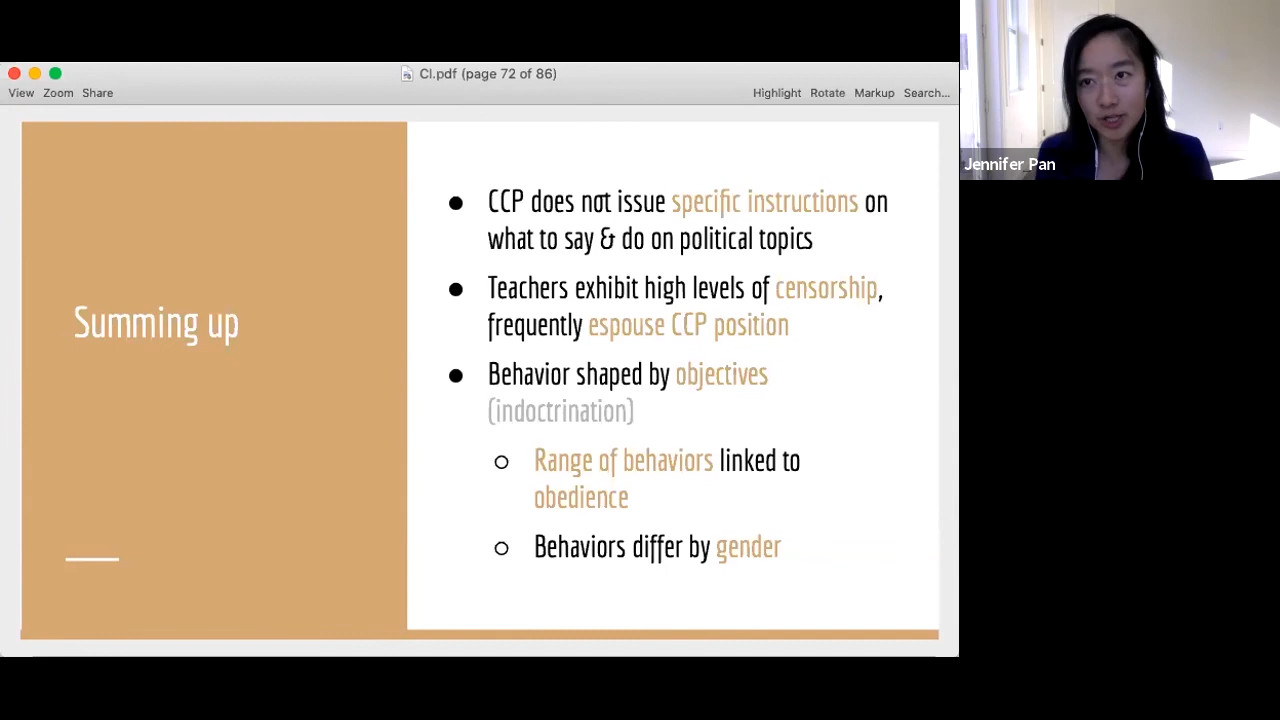 CI.pdf (page 72 of 86)
View Zoom Share
Highlight Rotate Markup Search...
Jennifer Pan
Summing up
● CCP does not issue specific instructions on
what to say & do on political topics
● Teachers exhibit high levels of censorship,
frequently espouse CCP position
● Behavior shaped by objectives
(indoctrination)
○ Range of behaviors linked to
obedience
○ Behaviors differ by gender